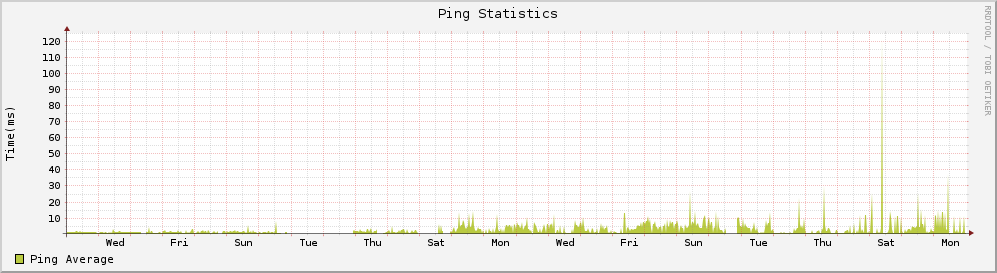 Ping Statistics
RRDTOOL / TOBI OETIKER
Time(ms)
120
110
100
90
80
70
60
50
40
30
20
10
Wed Fri Sun Tue Thu Sat Mon Wed Fri Sun Tue Thu Sat Mon
Ping Average